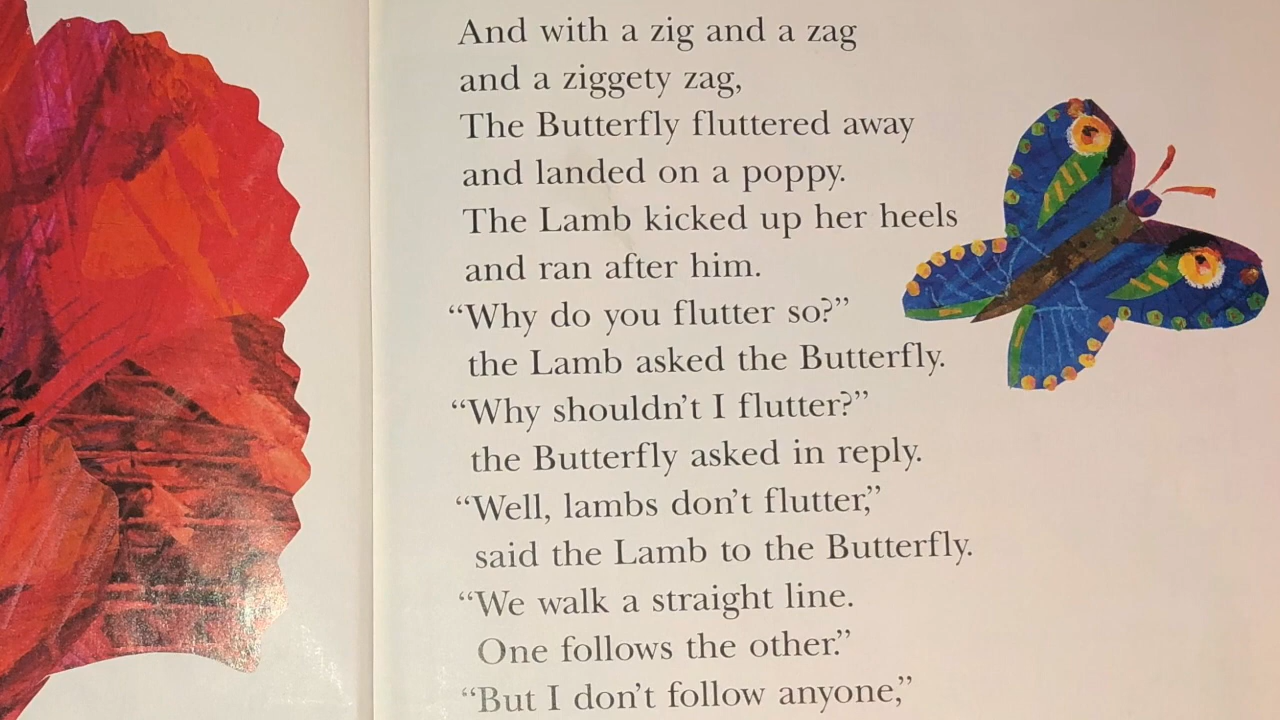 And with a zig and a zag
and a ziggety zag,
The Butterfly fluttered away
and landed on a poppy.
The Lamb kicked up her heels
and ran after him.
“Why do you flutter so?”
the Lamb asked the Butterfly.
“Why shouldn’t I flutter?”
the Butterfly asked in reply.
“Well, lambs don’t flutter,”
said the Lamb to the Butterfly.
“We walk a straight line.
One follows the other.”
“But I don’t follow anyone,”